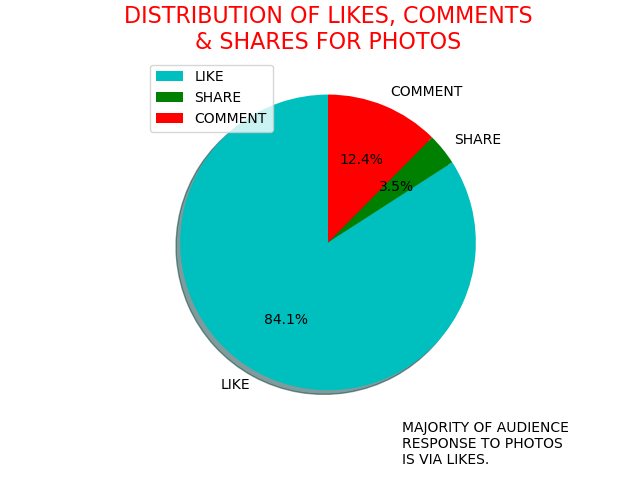 DISTRIBUTION OF LIKES, COMMENTS
& SHARES FOR PHOTOS
LIKE
SHARE
COMMENT
COMMENT
SHARE
12.4%
3.5%
84.1%
LIKE
MAJORITY OF AUDIENCE
RESPONSE TO PHOTOS
IS VIA LIKES.